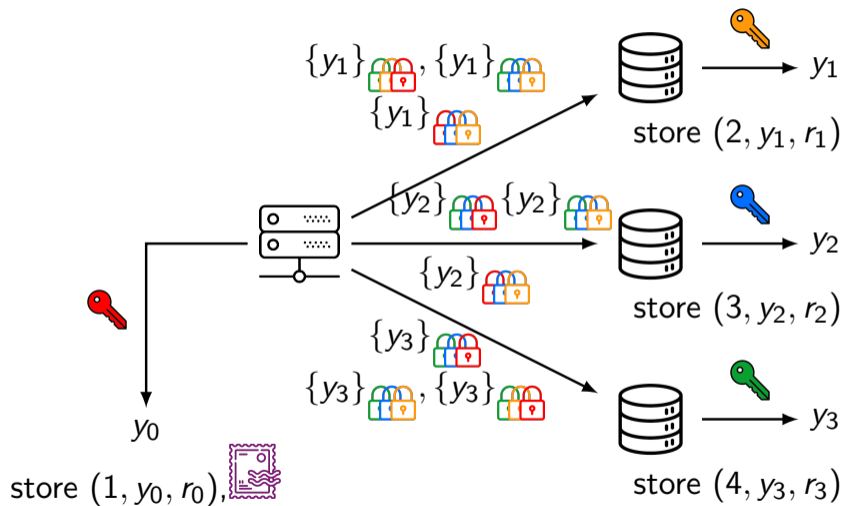 {y₁} , {y₁}
{y₁}
y₁
store (2, y₁, r₁)
{y₂} {y₂}
y₂
{y₂}
store (3, y₂, r₂)
{y₃}
{y₃} , {y₃}
y₃
y₀
store (1, y₀, r₀),
store (4, y₃, r₃)